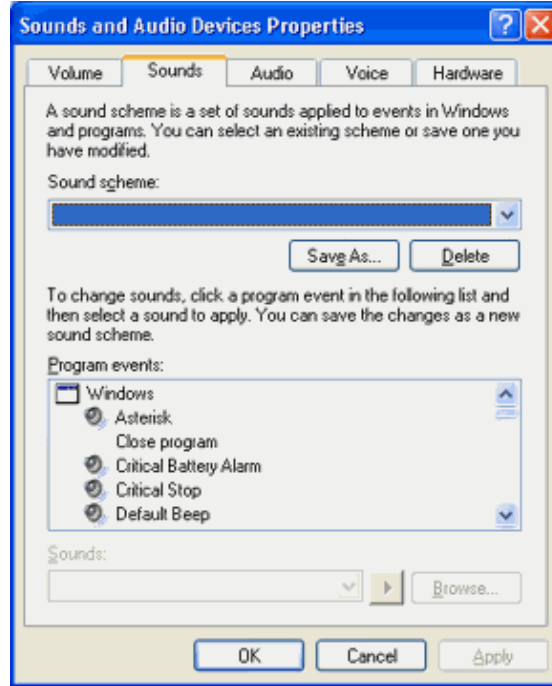 Sounds and Audio Devices Properties
Volume Sounds Audio Voice Hardware
A sound scheme is a set of sounds applied to events in Windows
and programs. You can select an existing scheme or save one you
have modified.
Sound scheme:
Save As... Delete
To change sounds, click a program event in the following list and
then select a sound to apply. You can save the changes as a new
sound scheme.
Program events:
Windows
Asterisk
Close program
Critical Battery Alarm
Critical Stop
Default Beep
Sounds:
Browse...
OK Cancel Apply